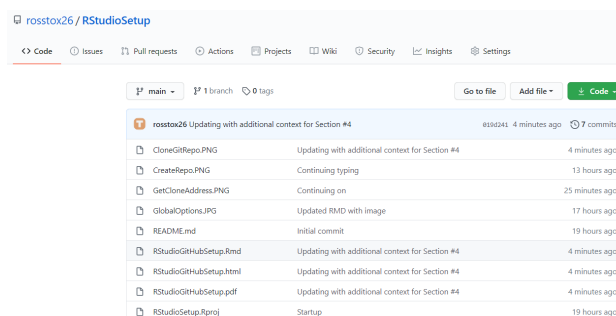 rosstox26 / RStudioSetup
Code Issues Pull requests Actions Projects Wiki Security Insights Settings
main 1 branch 0 tags Go to file Add file Code
rosstox26 Updating with additional context for Section #4 019d241 4 minutes ago 7 commits
CloneGitRepo.PNG Updating with additional context for Section #4 4 minutes ago
CreateRepo.PNG Continuing typing 13 hours ago
GetCloneAddress.PNG Continuing on 25 minutes ago
GlobalOptions.JPG Updated RMD with image 17 hours ago
README.md Initial commit 19 hours ago
RStudioGitHubSetup.Rmd Updating with additional context for Section #4 4 minutes ago
RStudioGitHubSetup.html Updating with additional context for Section #4 4 minutes ago
RStudioGitHubSetup.pdf Updating with additional context for Section #4 4 minutes ago
RStudioSetup.Rproj Startup 19 hours ago